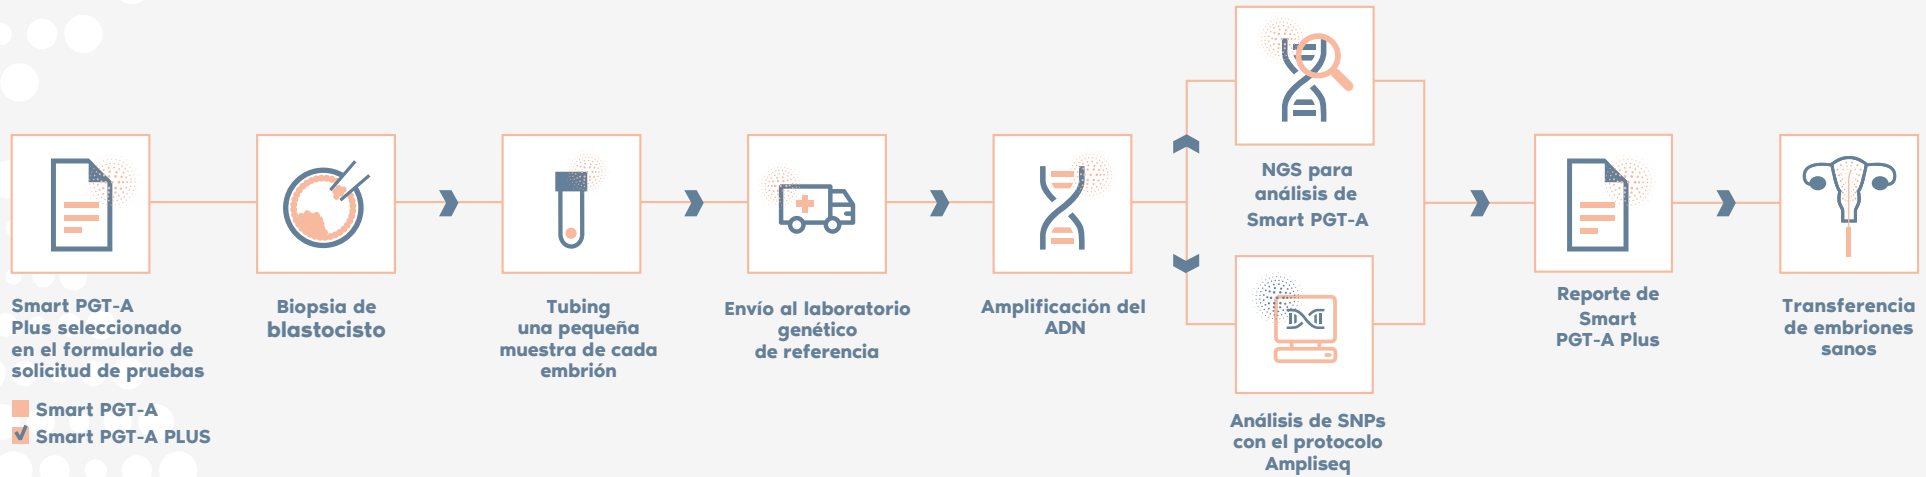 Smart PGT-A
Plus seleccionado
en el formulario de
solicitud de pruebas
Smart PGT-A
Smart PGT-A PLUS
Biopsia de
blastocisto
Tubing
una pequeña
muestra de cada
embrión
Envío al laboratorio
genético
de referencia
Amplificación del
ADN
NGS para
análisis de
Smart PGT-A
Análisis de SNPs
con el protocolo
Ampliseq
Reporte de
Smart
PGT-A Plus
Transferencia
de embriones
sanos